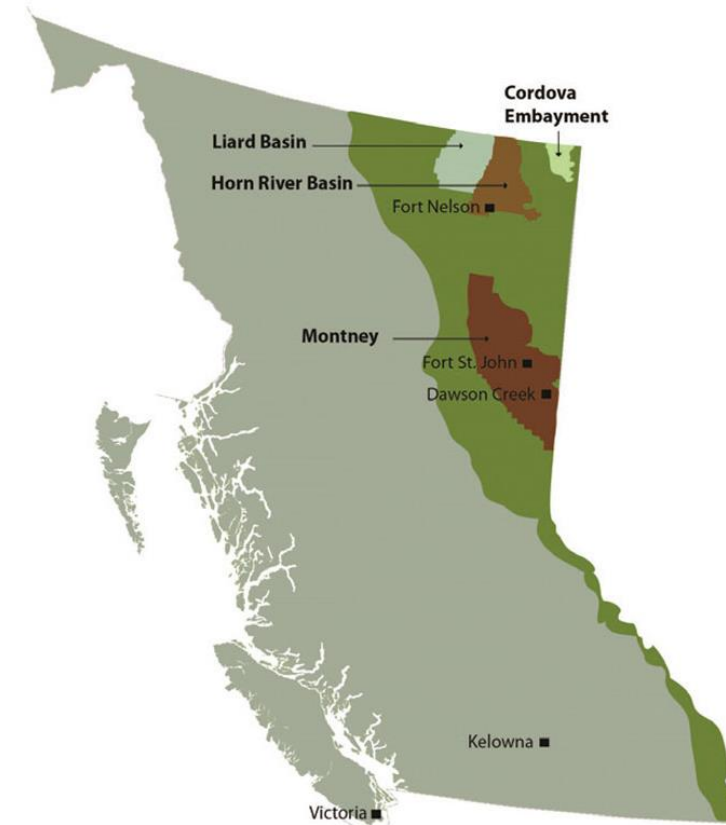 Cordova
Embayment
Liard Basin
Horn River Basin
Fort Nelson
Montney
Fort St. John
Dawson Creek
Kelowna
Victoria